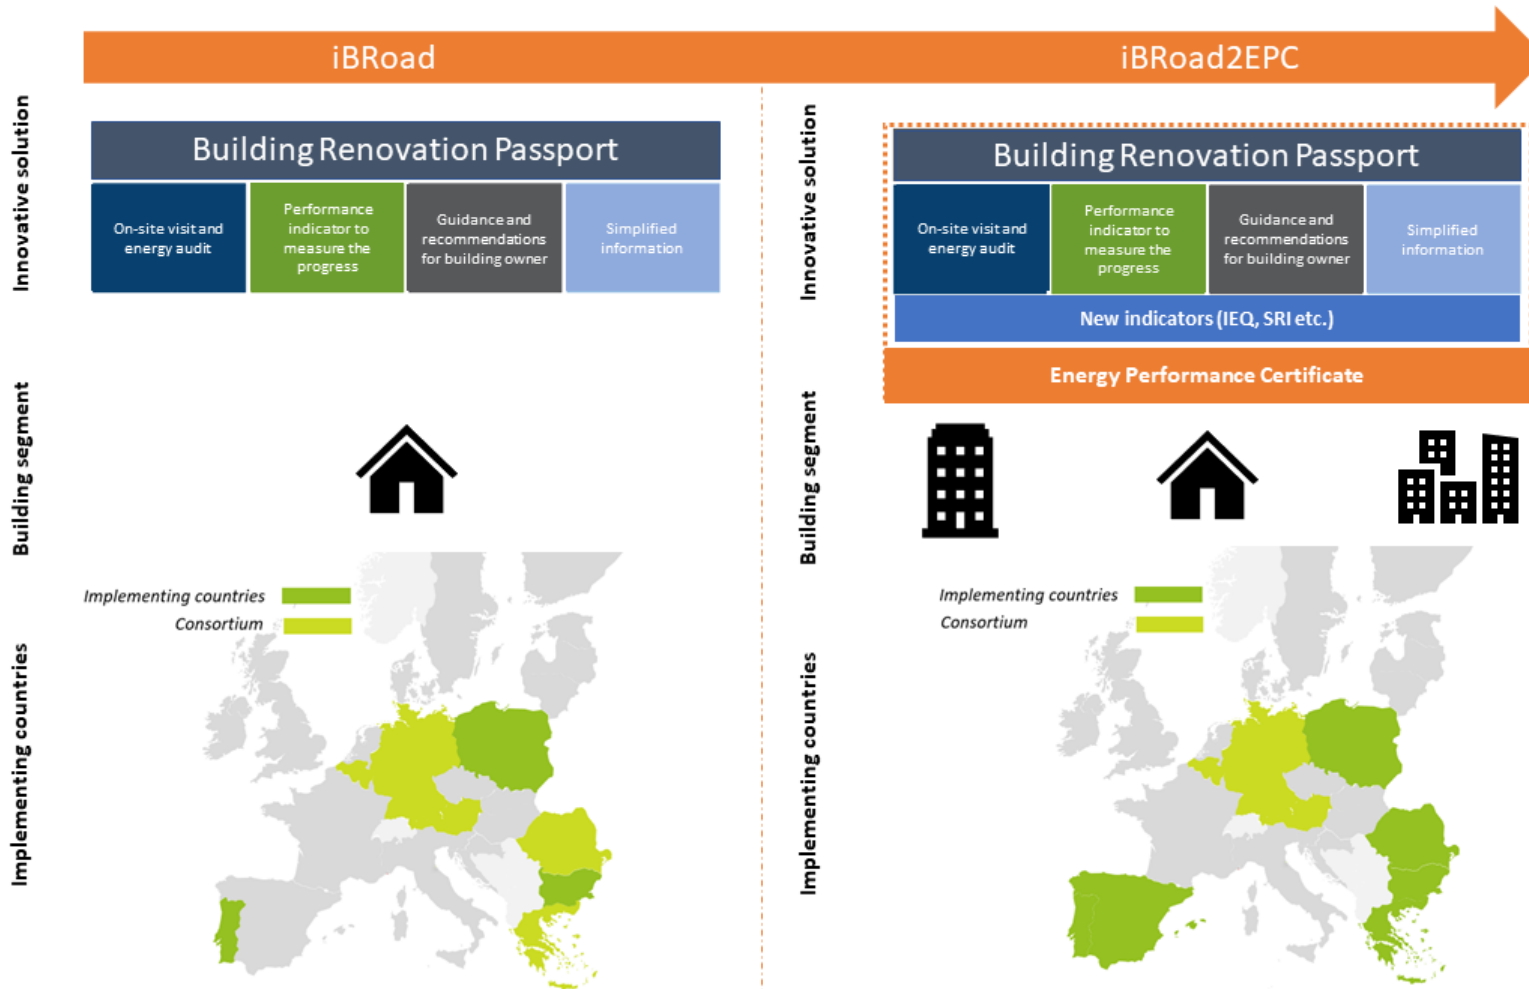 iBRoad
iBRoad2EPC
Innovative solution
Building Renovation Passport
On-site visit and
energy audit
Performance
indicator to
measure the
progress
Guidance and
recommendations
for building owner
Simplified
information
Building segment
Implementing countries
Implementing countries
Consortium
Innovative solution
Building Renovation Passport
On-site visit and
energy audit
Performance
indicator to
measure the
progress
Guidance and
recommendations
for building owner
Simplified
information
New indicators (IEQ, SRI etc.)
Energy Performance Certificate
Building segment
Implementing countries
Implementing countries
Consortium